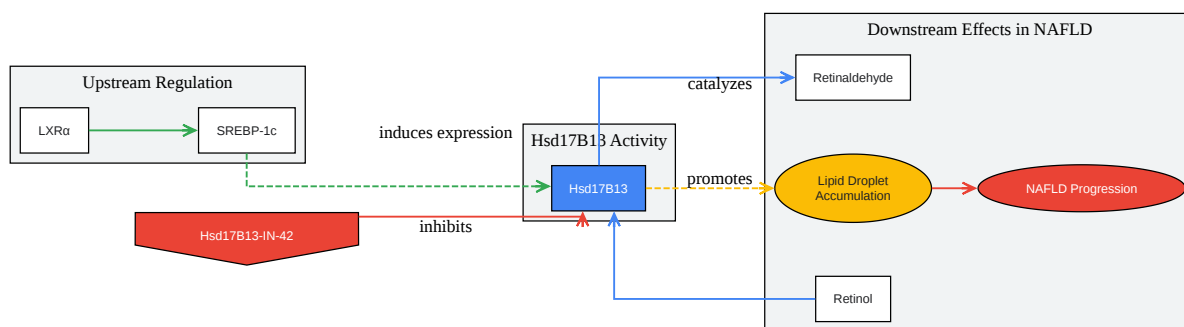 Downstream Effects in NAFLD
Retinaldehyde
catalyzes
Upstream Regulation
LXRα
SREBP-1c
induces expression
Hsd17B13 Activity
Hsd17B13
promotes
Lipid Droplet
Accumulation
NAFLD Progression
Hsd17B13-IN-42
inhibits
Retinol